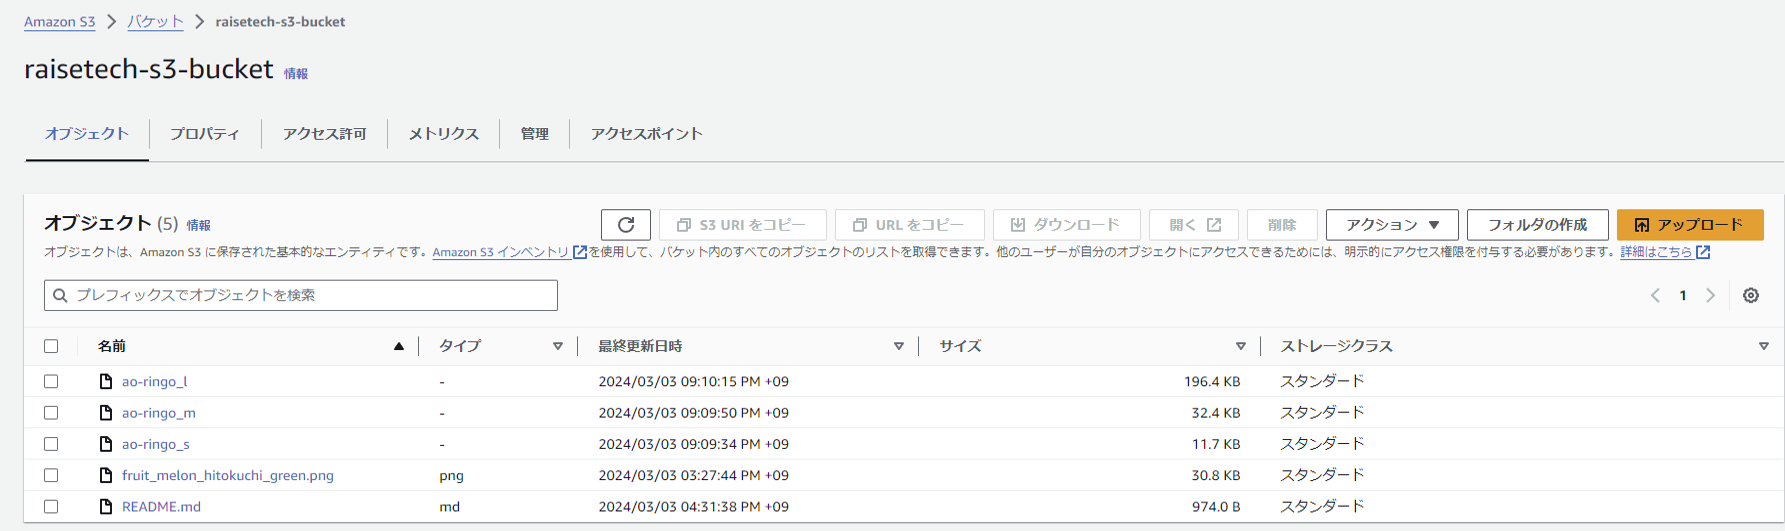 Amazon S3 > バケット > raisetech-s3-bucket
raisetech-s3-bucket 情報
オブジェクト プロパティ アクセス許可 メトリクス 管理 アクセスポイント
オブジェクト (5) 情報 S3 URI をコピー URL をコピー ダウンロード 開く 削除 アクション フォルダの作成 アップロード
オブジェクトは、Amazon S3 に保存された基本的なエンティティです。Amazon S3 インベントリ を使用して、バケット内のすべてのオブジェクトのリストを取得できます。他のユーザーが自分のオブジェクトにアクセスできるためには、明示的にアクセス権限を付与する必要があります。詳細はこちら
プレフィックスでオブジェクトを検索 1
名前 タイプ 最終更新日時 サイズ ストレージクラス
ao-ringo_l - 2024/03/03 09:10:15 PM +09 196.4 KB スタンダード
ao-ringo_m - 2024/03/03 09:09:50 PM +09 32.4 KB スタンダード
ao-ringo_s - 2024/03/03 09:09:34 PM +09 11.7 KB スタンダード
fruit_melon_hitokuchi_green.png png 2024/03/03 03:27:44 PM +09 30.8 KB スタンダード
README.md md 2024/03/03 04:31:38 PM +09 974.0 B スタンダード